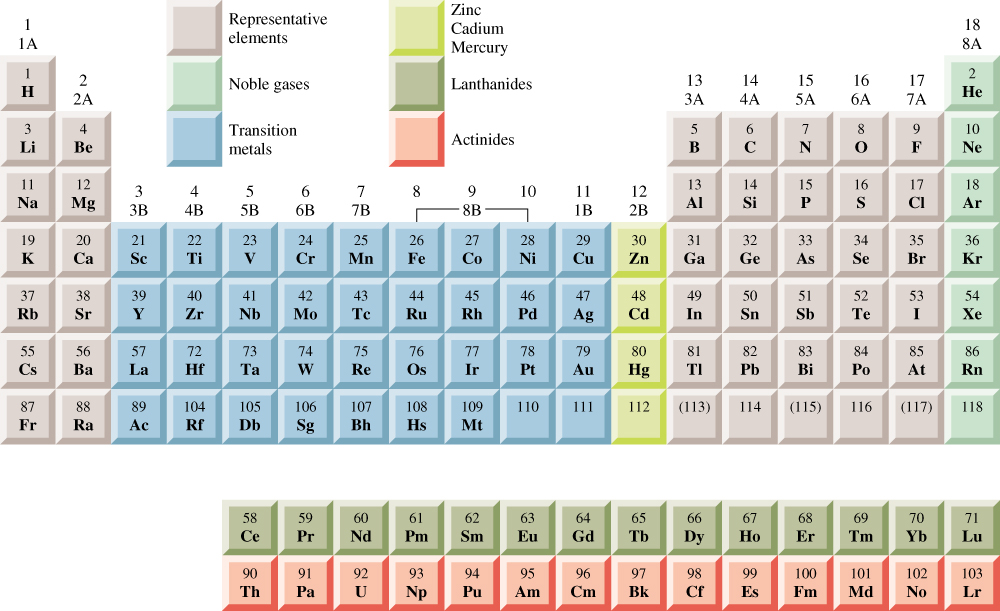 1
1A
Representative
elements
Zinc
Cadmium
Mercury
18
8A
1
H
2
2A
Noble gases
Lanthanides
13
3A
14
4A
15
5A
16
6A
17
7A
2
He
3
Li
4
Be
Transition
metals
Actinides
5
B
6
C
7
N
8
O
9
F
10
Ne
11
Na
12
Mg
3
3B
4
4B
5
5B
6
6B
7
7B
8
9
10
8B
11
1B
12
2B
13
Al
14
Si
15
P
16
S
17
Cl
18
Ar
19
K
20
Ca
21
Sc
22
Ti
23
V
24
Cr
25
Mn
26
Fe
27
Co
28
Ni
29
Cu
30
Zn
31
Ga
32
Ge
33
As
34
Se
35
Br
36
Kr
37
Rb
38
Sr
39
Y
40
Zr
41
Nb
42
Mo
43
Tc
44
Ru
45
Rh
46
Pd
47
Ag
48
Cd
49
In
50
Sn
51
Sb
52
Te
53
I
54
Xe
55
Cs
56
Ba
57
La
72
Hf
73
Ta
74
W
75
Re
76
Os
77
Ir
78
Pt
79
Au
80
Hg
81
Tl
82
Pb
83
Bi
84
Po
85
At
86
Rn
87
Fr
88
Ra
89
Ac
104
Rf
105
Db
106
Sg
107
Bh
108
Hs
109
Mt
110
111
112
(113)
114
(115)
116
(117)
118
58
Ce
59
Pr
60
Nd
61
Pm
62
Sm
63
Eu
64
Gd
65
Tb
66
Dy
67
Ho
68
Er
69
Tm
70
Yb
71
Lu
90
Th
91
Pa
92
U
93
Np
94
Pu
95
Am
96
Cm
97
Bk
98
Cf
99
Es
100
Fm
101
Md
102
No
103
Lr